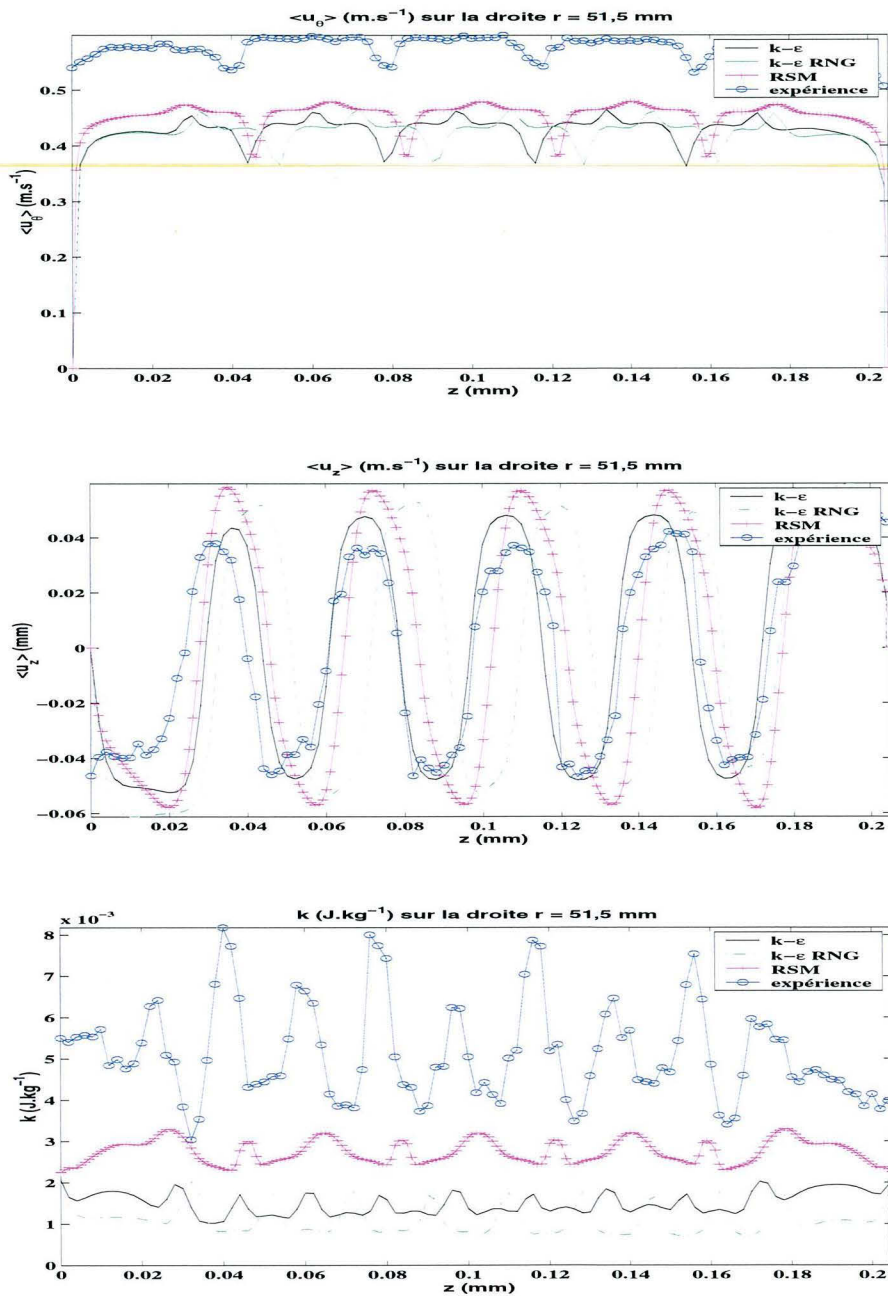 <uθ> (m.s⁻¹) sur la droite r = 51,5 mm
k−ε
k−ε RNG
RSM
expérience
0.5
0.4
0.3
0.2
0.1
0
<uθ> (m.s⁻¹)
0 0.02 0.04 0.06 0.08 0.1 0.12 0.14 0.16 0.18 0.2
z (mm)
<uz> (m.s⁻¹) sur la droite r = 51,5 mm
k−ε
k−ε RNG
RSM
expérience
0.04
0.02
0
−0.02
−0.04
−0.06
<uz> (mm)
0 0.02 0.04 0.06 0.08 0.1 0.12 0.14 0.16 0.18 0.2
z (mm)
x 10⁻³
k (J.kg⁻¹) sur la droite r = 51,5 mm
k−ε
k−ε RNG
RSM
expérience
8
7
6
5
4
3
2
1
0
k (J.kg⁻¹)
0 0.02 0.04 0.06 0.08 0.1 0.12 0.14 0.16 0.18 0.2
z (mm)